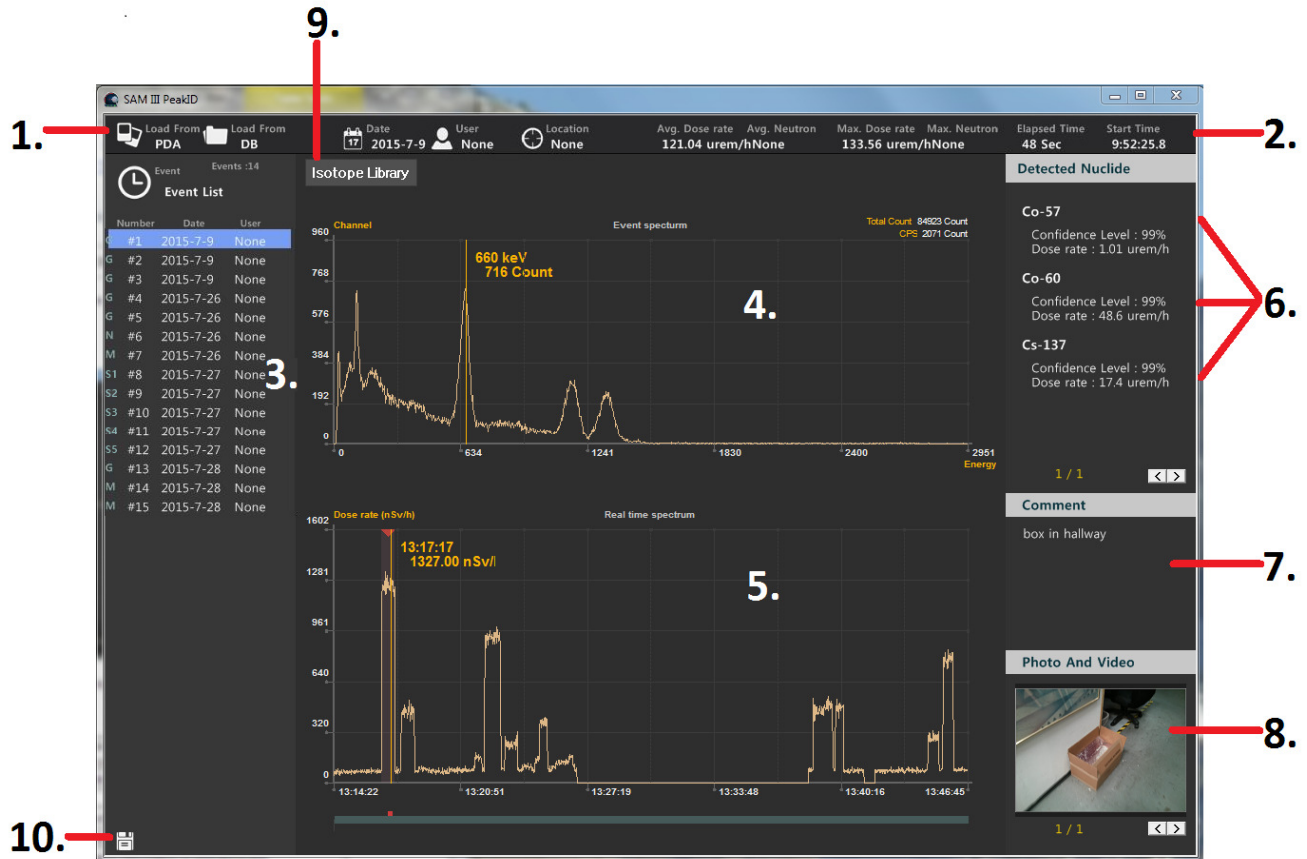 9.
SAM III PeakID
1.
Load From PDA
Load From DB
17
Date 2015-7-9
User None
Location None
Avg. Dose rate Avg. Neutron
121.04 urem/hNone
Max. Dose rate Max. Neutron
133.56 urem/hNone
Elapsed Time
48 Sec
Start Time
9:52:25.8
2.
Event Events :14
Event List
Number Date User
G #1 2015-7-9 None
G #2 2015-7-9 None
G #3 2015-7-9 None
G #4 2015-7-26 None
G #5 2015-7-26 None
N #6 2015-7-26 None
M #7 2015-7-26 None
S1 #8 2015-7-27 None
S2 #9 2015-7-27 None
S3 #10 2015-7-27 None
S4 #11 2015-7-27 None
S5 #12 2015-7-27 None
G #13 2015-7-28 None
M #14 2015-7-28 None
M #15 2015-7-28 None
3.
Isotope Library
Channel
Event specturm
Total Count 84923 Count
CPS 2071 Count
960
768
576
384
192
0
660 keV
716 Count
4.
0 634 1241 1830 2400 2951
Energy
Dose rate (nSv/h)
Real time spectrum
1602
1281
961
640
320
0
13:17:17
1327.00 nSv/
5.
13:14:22 13:20:51 13:27:19 13:33:48 13:40:16 13:46:45
Detected Nuclide
Co-57
Confidence Level : 99%
Dose rate : 1.01 urem/h
Co-60
Confidence Level : 99%
Dose rate : 48.6 urem/h
Cs-137
Confidence Level : 99%
Dose rate : 17.4 urem/h
1 / 1
< >
6.
Comment
box in hallway
7.
Photo And Video
8.
1 / 1
< >
10.